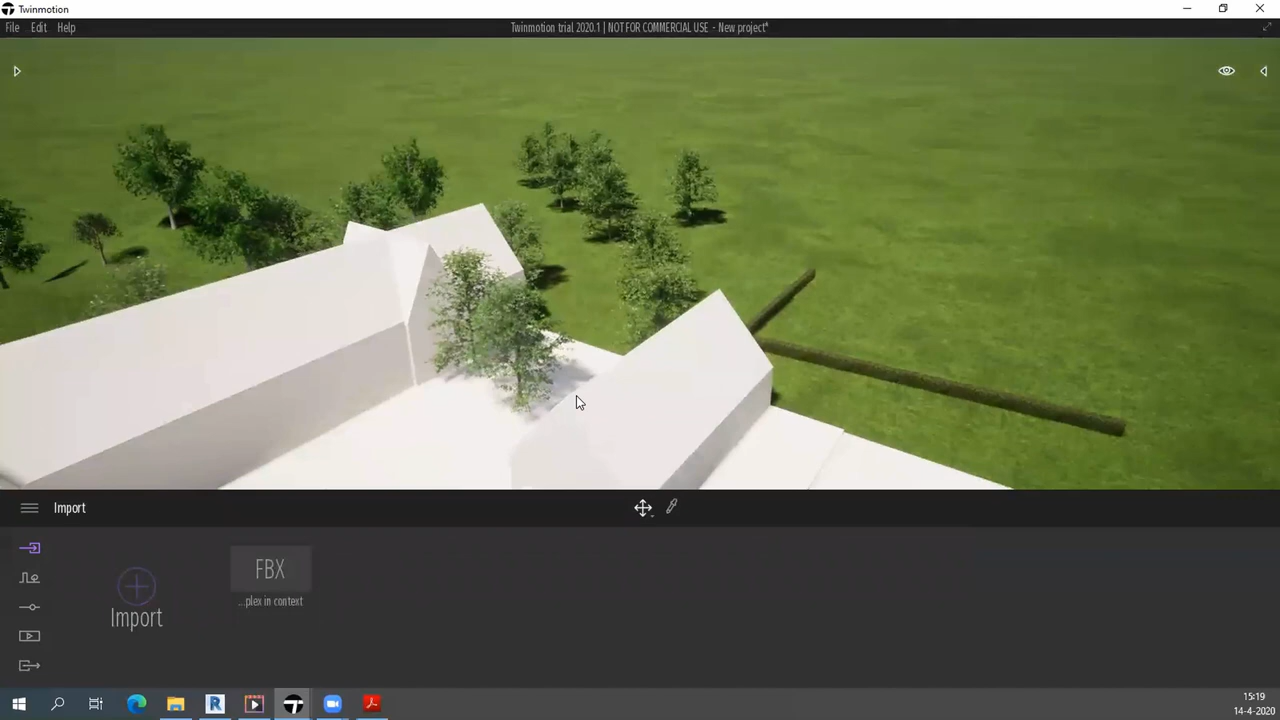 Twinmotion
File Edit Help
Twinmotion trial 2020.1 | NOT FOR COMMERCIAL USE - New project*
Import
Import
FBX
...plex in context
15:19
14-4-2020